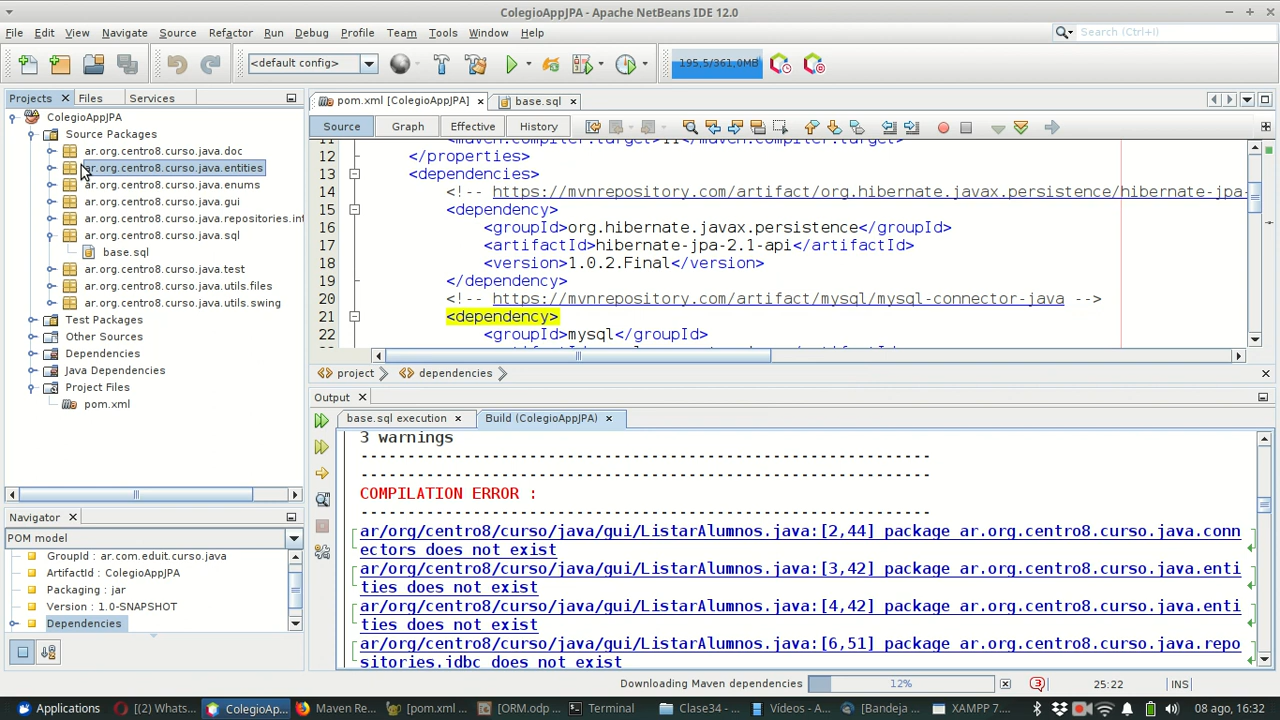 ColegioAppJPA - Apache NetBeans IDE 12.0
File Edit View Navigate Source Refactor Run Debug Profile Team Tools Window Help
Search (Ctrl+I)
<default config>
195,5/361,0MB
Projects Files Services
ColegioAppJPA
Source Packages
ar.org.centro8.curso.java.doc
ar.org.centro8.curso.java.entities
ar.org.centro8.curso.java.enums
ar.org.centro8.curso.java.gui
ar.org.centro8.curso.java.repositories.int
ar.org.centro8.curso.java.sql
base.sql
ar.org.centro8.curso.java.test
ar.org.centro8.curso.java.utils.files
ar.org.centro8.curso.java.utils.swing
Test Packages
Other Sources
Dependencies
Java Dependencies
Project Files
pom.xml
Navigator
POM model
GroupId : ar.com.eduit.curso.java
ArtifactId : ColegioAppJPA
Packaging : jar
Version : 1.0-SNAPSHOT
Dependencies
pom.xml [ColegioAppJPA] base.sql
Source Graph Effective History
12 </properties>
13 <dependencies>
14 <!-- https://mvnrepository.com/artifact/org.hibernate.javax.persistence/hibernate-jpa-
15 <dependency>
16 <groupId>org.hibernate.javax.persistence</groupId>
17 <artifactId>hibernate-jpa-2.1-api</artifactId>
18 <version>1.0.2.Final</version>
19 </dependency>
20 <!-- https://mvnrepository.com/artifact/mysql/mysql-connector-java -->
21 <dependency>
22 <groupId>mysql</groupId>
project dependencies
Output
base.sql execution Build (ColegioAppJPA)
3 warnings
------------------------------------------------------------
------------------------------------------------------------
COMPILATION ERROR :
------------------------------------------------------------
ar/org/centro8/curso/java/gui/ListarAlumnos.java:[2,44] package ar.org.centro8.curso.java.conn
ectors does not exist
ar/org/centro8/curso/java/gui/ListarAlumnos.java:[3,42] package ar.org.centro8.curso.java.enti
ties does not exist
ar/org/centro8/curso/java/gui/ListarAlumnos.java:[4,42] package ar.org.centro8.curso.java.enti
ties does not exist
ar/org/centro8/curso/java/gui/ListarAlumnos.java:[6,51] package ar.org.centro8.curso.java.repo
sitories.jdbc does not exist
Downloading Maven dependencies 12% 3 25:22 INS
Applications (2) Whats... ColegioAp... Maven Re... [pom.xml ... [ORM.odp ... Terminal Clase34 -... Vídeos - A... [Bandeja ... XAMPP 7.... 08 ago, 16:32